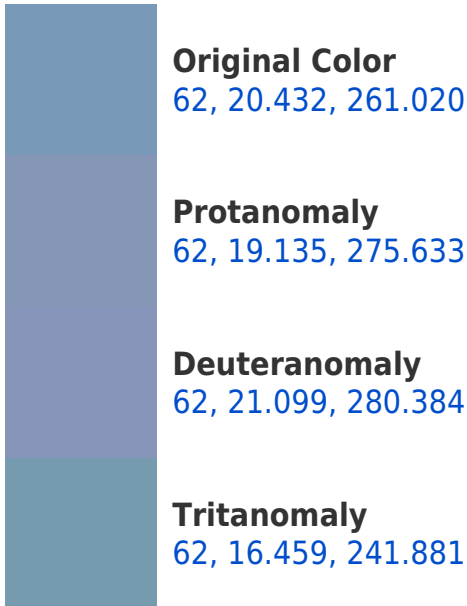 Original Color
62, 20.432, 261.020
Protanomaly
62, 19.135, 275.633
Deuteranomaly
62, 21.099, 280.384
Tritanomaly
62, 16.459, 241.881